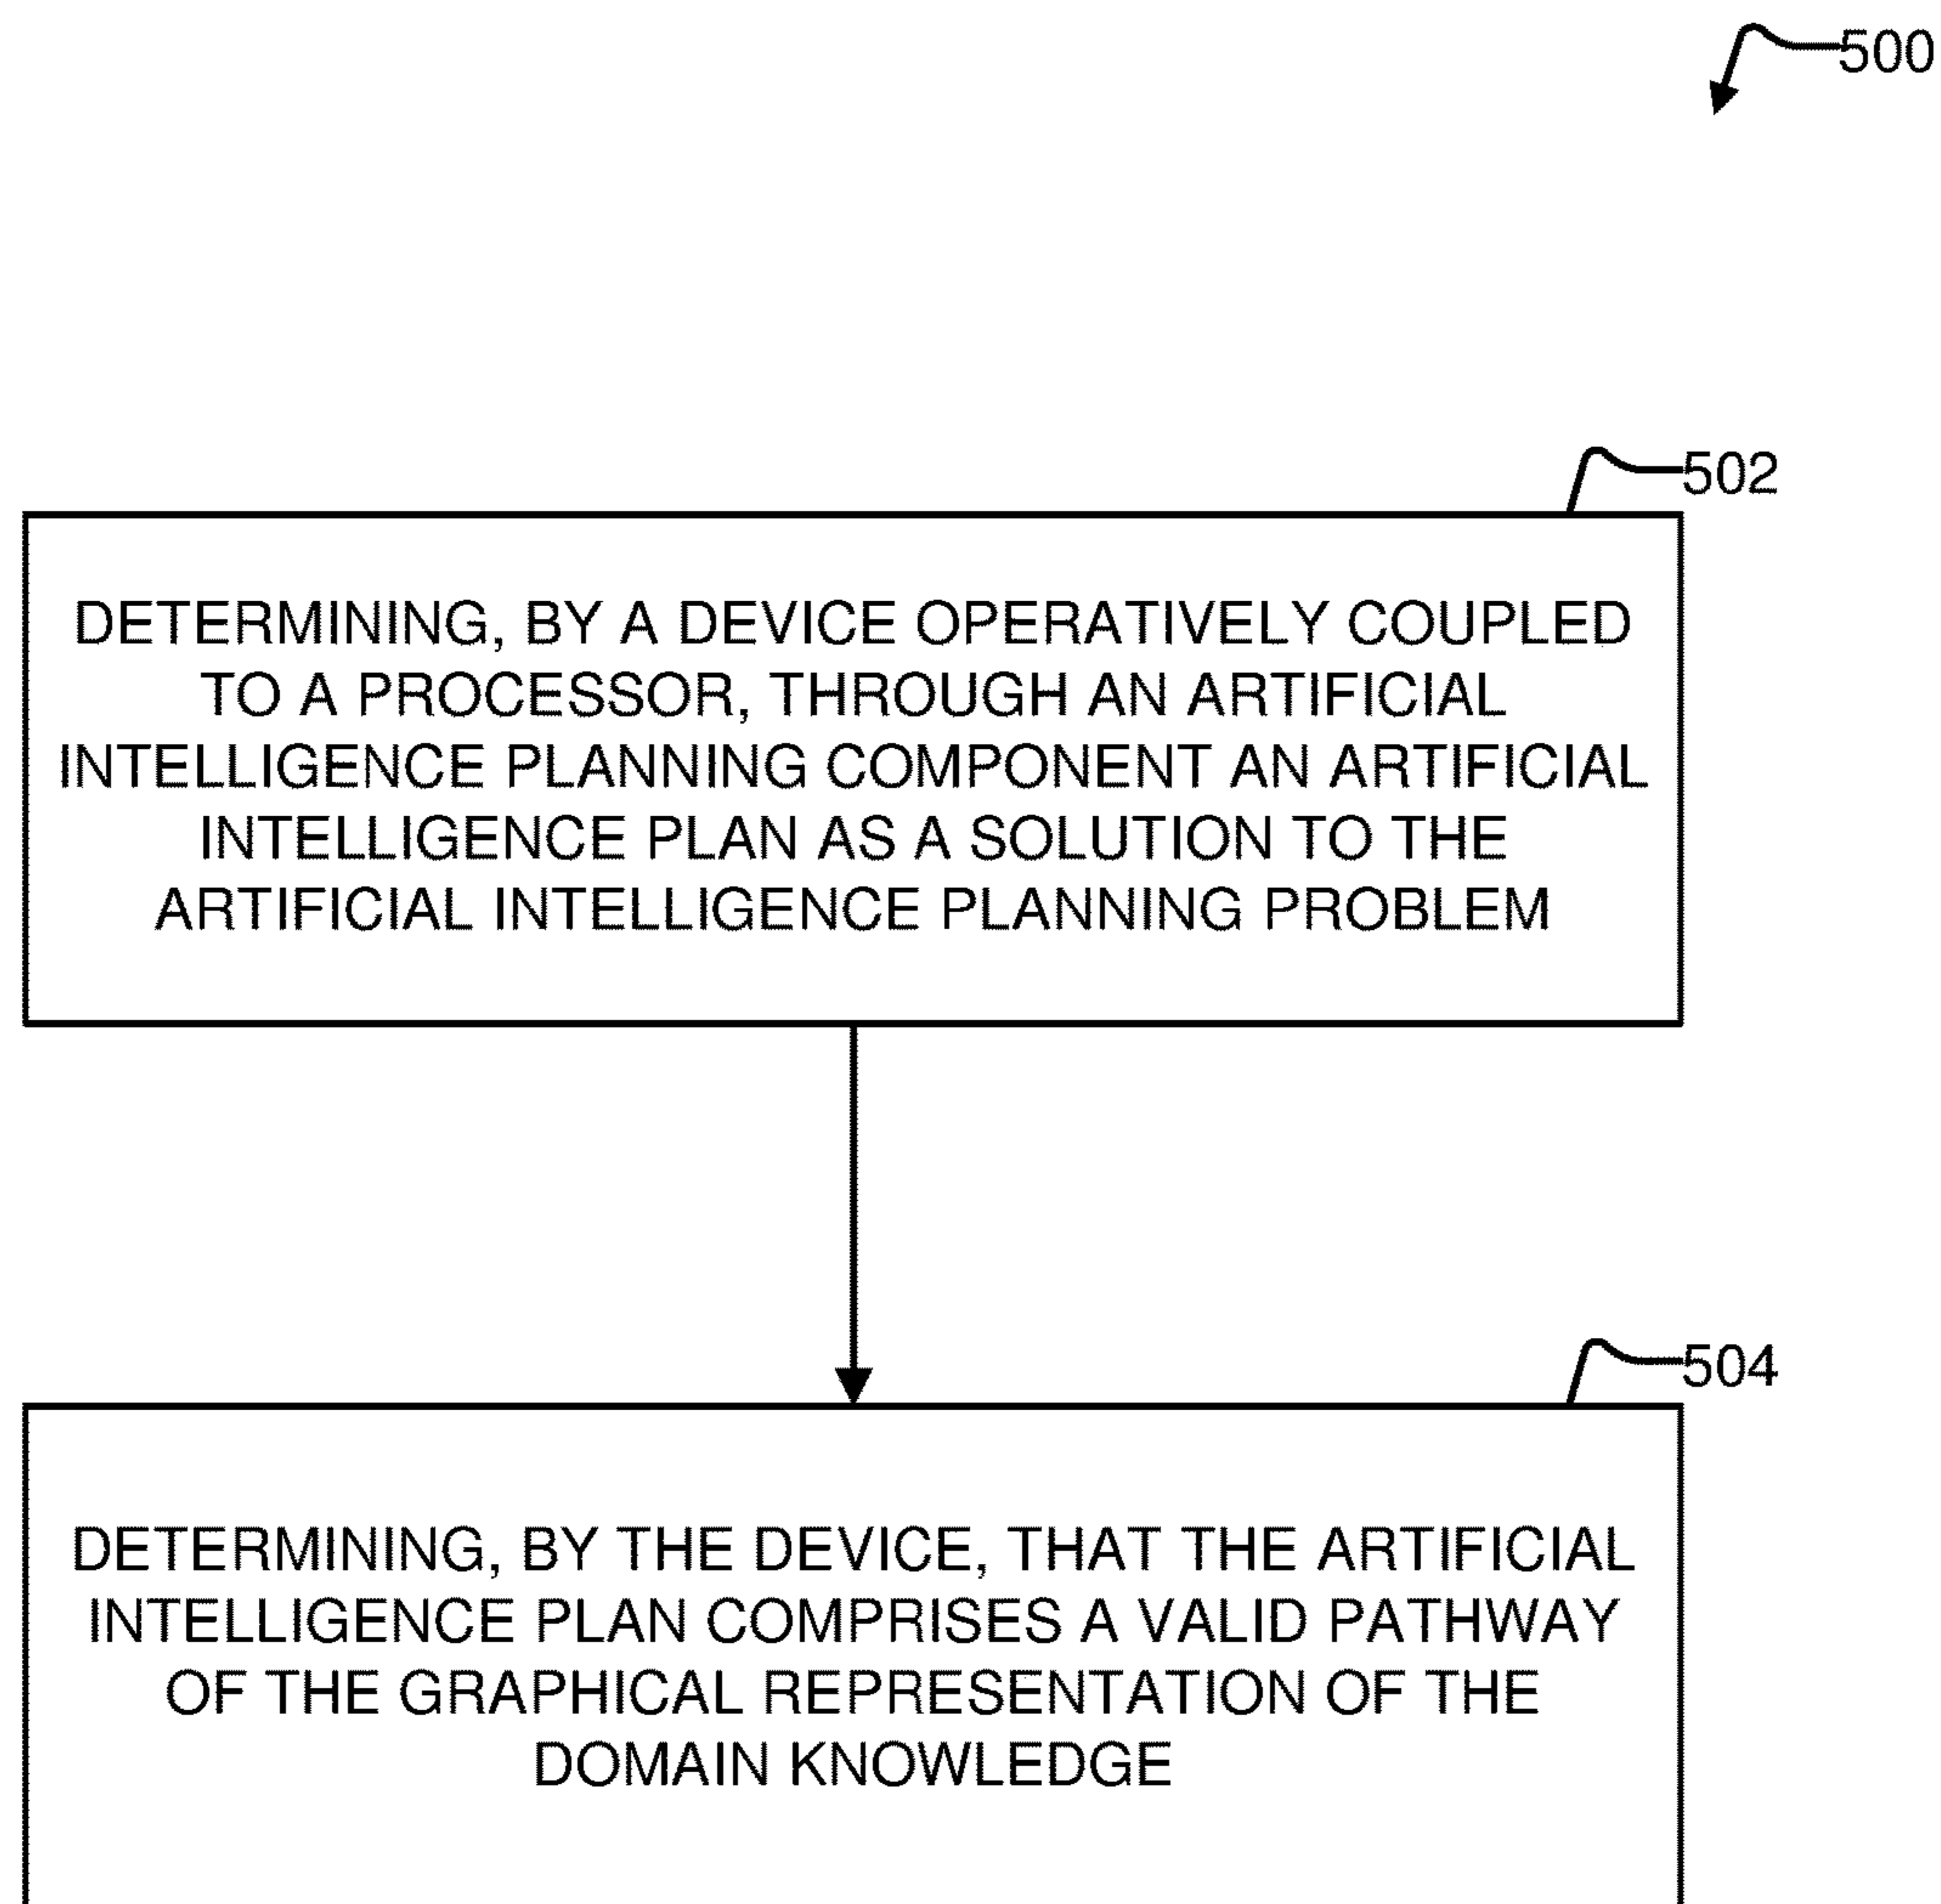 500
502
DETERMINING, BY A DEVICE OPERATIVELY COUPLED
TO A PROCESSOR, THROUGH AN ARTIFICIAL
INTELLIGENCE PLANNING COMPONENT AN ARTIFICIAL
INTELLIGENCE PLAN AS A SOLUTION TO THE
ARTIFICIAL INTELLIGENCE PLANNING PROBLEM
504
DETERMINING, BY THE DEVICE, THAT THE ARTIFICIAL
INTELLIGENCE PLAN COMPRISES A VALID PATHWAY
OF THE GRAPHICAL REPRESENTATION OF THE
DOMAIN KNOWLEDGE